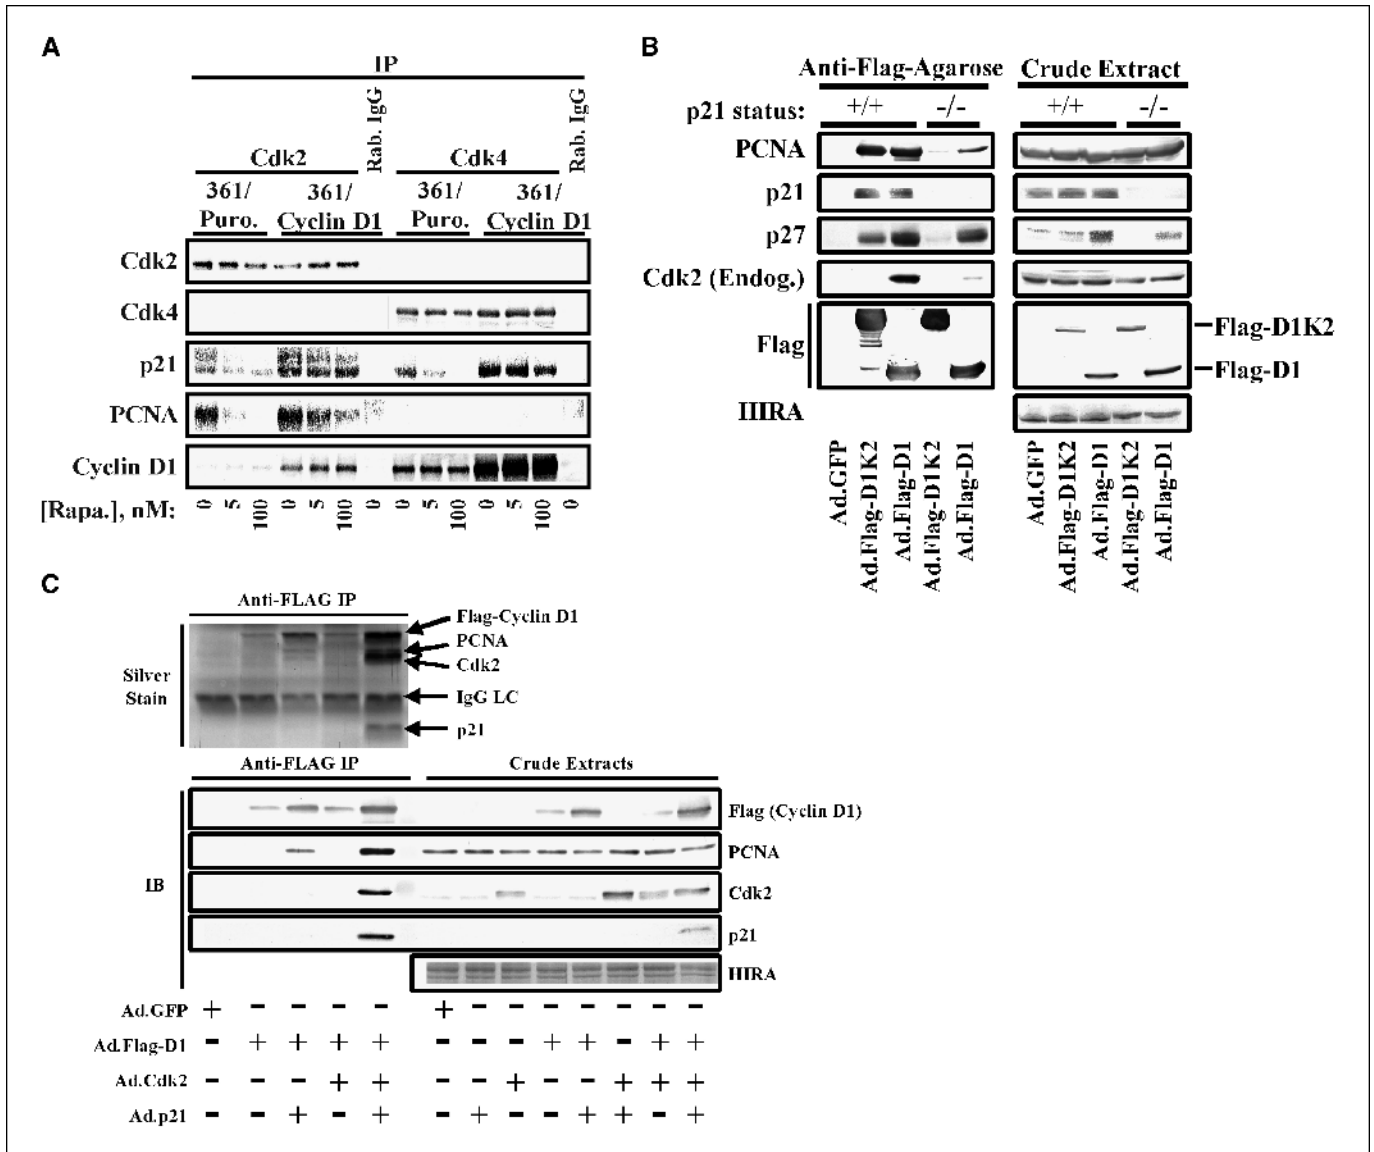 A
IP
Rab. IgG
Rab. IgG
Cdk2
Cdk4
361/ Puro.
361/ Cyclin D1
361/ Puro.
361/ Cyclin D1
Cdk2
Cdk4
p21
PCNA
Cyclin D1
[Rapa.], nM: 0 5 100 0 5 100 0 0 5 100 0 5 100 0
B
Anti-Flag-Agarose Crude Extract
p21 status: +/+ -/- +/+ -/-
PCNA
p21
p27
Cdk2 (Endog.)
Flag
Flag-D1K2
Flag-D1
HIRA
Ad.GFP
Ad.Flag-D1K2
Ad.Flag-D1
Ad.Flag-D1K2
Ad.Flag-D1
Ad.GFP
Ad.Flag-D1K2
Ad.Flag-D1
Ad.Flag-D1K2
Ad.Flag-D1
C
Anti-FLAG IP
Silver Stain
Flag-Cyclin D1
PCNA
Cdk2
IgG LC
p21
Anti-FLAG IP Crude Extracts
IB
Flag (Cyclin D1)
PCNA
Cdk2
p21
HIRA
Ad.GFP + - - - - + - - - - - - -
Ad.Flag-D1 - + + + + - - - + + - + +
Ad.Cdk2 - - - + + - - + - - + + +
Ad.p21 - - + - + - + - - + + - +